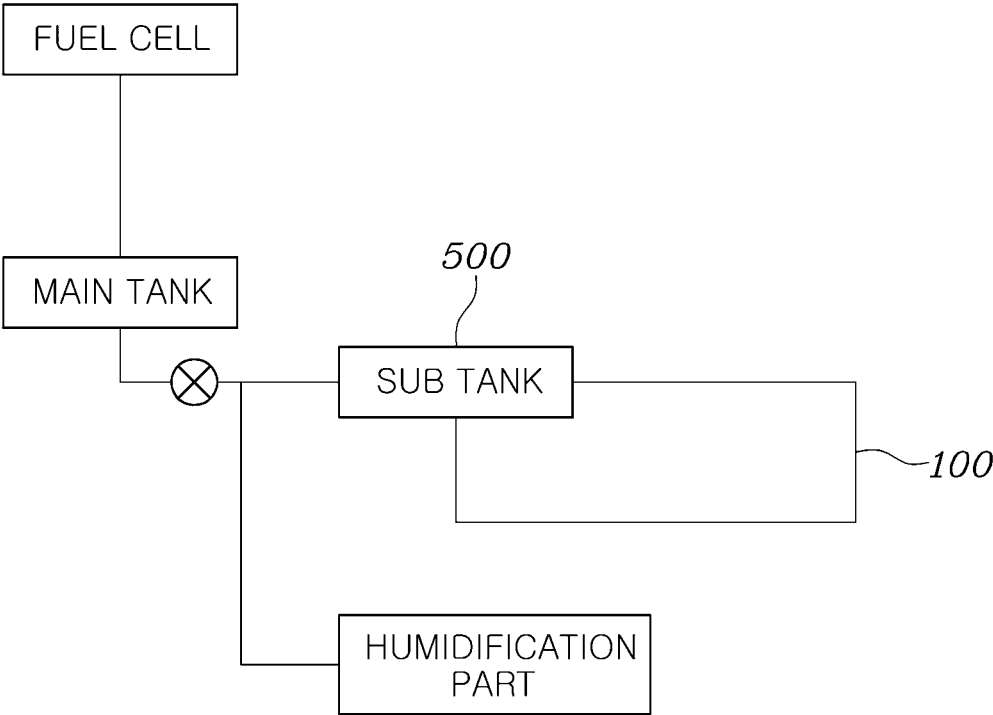 FUEL CELL
MAIN TANK
500
SUB TANK
100
HUMIDIFICATION
PART